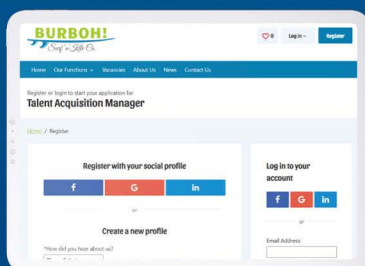 BURBOH!
Surf 'n' Kite Co.
0
Log in
Register
Home Our Functions Vacancies About Us News Contact Us
Register or login to start your application for
Talent Acquisition Manager
Home / Register
Register with your social profile
f G in
or
Create a new profile
*How did you hear about us?
Log in to your
account
f G in
or
Email Address